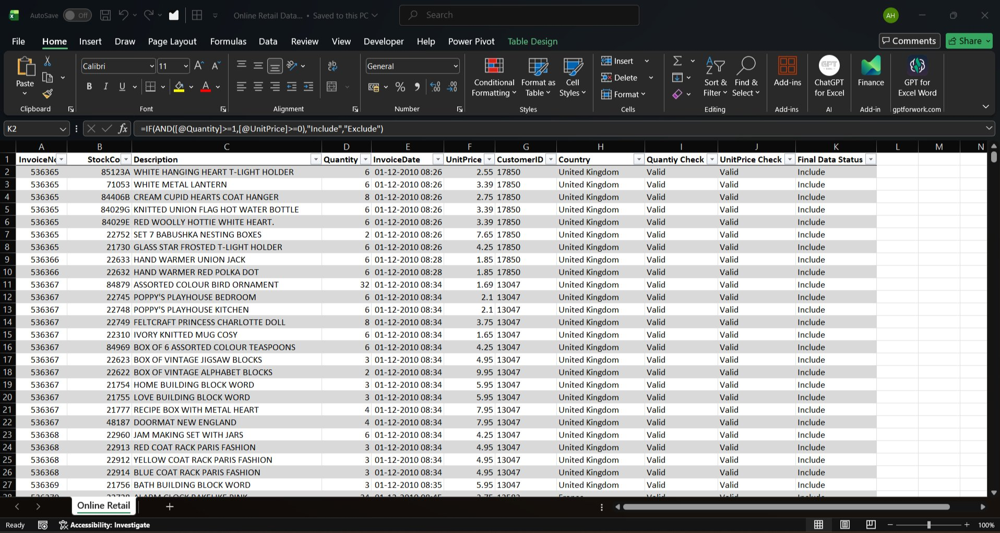 AutoSave Off Online Retail Data... • Saved to this PC Search AH
File Home Insert Draw Page Layout Formulas Data Review View Developer Help Power Pivot Table Design Comments Share
Paste
Clipboard
Calibri 11
B I U A
Font
ab
Alignment
General
% .00
Number
Conditional Formatting
Format as Table
Cell Styles
Styles
Insert
Delete
Format
Cells
Sort & Filter
Find & Select
Editing
Add-ins
Add-ins
ChatGPT for Excel
AI
Finance
Add-in
GPT for Excel Word
gptforwork.com
K2 fx =IF(AND([@Quantity]>=1,[@UnitPrice]>=0),"Include","Exclude")
A B C D E F G H I J K L M N
1 InvoiceNo StockCo Description Quantity InvoiceDate UnitPrice CustomerID Country Quantiy Check UnitPrice Check Final Data Status
2 536365 85123A WHITE HANGING HEART T-LIGHT HOLDER 6 01-12-2010 08:26 2.55 17850 United Kingdom Valid Valid Include
3 536365 71053 WHITE METAL LANTERN 6 01-12-2010 08:26 3.39 17850 United Kingdom Valid Valid Include
4 536365 84406B CREAM CUPID HEARTS COAT HANGER 8 01-12-2010 08:26 2.75 17850 United Kingdom Valid Valid Include
5 536365 84029G KNITTED UNION FLAG HOT WATER BOTTLE 6 01-12-2010 08:26 3.39 17850 United Kingdom Valid Valid Include
6 536365 84029E RED WOOLLY HOTTIE WHITE HEART. 6 01-12-2010 08:26 3.39 17850 United Kingdom Valid Valid Include
7 536365 22752 SET 7 BABUSHKA NESTING BOXES 2 01-12-2010 08:26 7.65 17850 United Kingdom Valid Valid Include
8 536365 21730 GLASS STAR FROSTED T-LIGHT HOLDER 6 01-12-2010 08:26 4.25 17850 United Kingdom Valid Valid Include
9 536366 22633 HAND WARMER UNION JACK 6 01-12-2010 08:28 1.85 17850 United Kingdom Valid Valid Include
10 536366 22632 HAND WARMER RED POLKA DOT 6 01-12-2010 08:28 1.85 17850 United Kingdom Valid Valid Include
11 536367 84879 ASSORTED COLOUR BIRD ORNAMENT 32 01-12-2010 08:34 1.69 13047 United Kingdom Valid Valid Include
12 536367 22745 POPPY'S PLAYHOUSE BEDROOM 6 01-12-2010 08:34 2.1 13047 United Kingdom Valid Valid Include
13 536367 22748 POPPY'S PLAYHOUSE KITCHEN 6 01-12-2010 08:34 2.1 13047 United Kingdom Valid Valid Include
14 536367 22749 FELTCRAFT PRINCESS CHARLOTTE DOLL 8 01-12-2010 08:34 3.75 13047 United Kingdom Valid Valid Include
15 536367 22310 IVORY KNITTED MUG COSY 6 01-12-2010 08:34 1.65 13047 United Kingdom Valid Valid Include
16 536367 84969 BOX OF 6 ASSORTED COLOUR TEASPOONS 6 01-12-2010 08:34 4.25 13047 United Kingdom Valid Valid Include
17 536367 22623 BOX OF VINTAGE JIGSAW BLOCKS 3 01-12-2010 08:34 4.95 13047 United Kingdom Valid Valid Include
18 536367 22622 BOX OF VINTAGE ALPHABET BLOCKS 2 01-12-2010 08:34 9.95 13047 United Kingdom Valid Valid Include
19 536367 21754 HOME BUILDING BLOCK WORD 3 01-12-2010 08:34 5.95 13047 United Kingdom Valid Valid Include
20 536367 21755 LOVE BUILDING BLOCK WORD 3 01-12-2010 08:34 5.95 13047 United Kingdom Valid Valid Include
21 536367 21777 RECIPE BOX WITH METAL HEART 4 01-12-2010 08:34 7.95 13047 United Kingdom Valid Valid Include
22 536367 48187 DOORMAT NEW ENGLAND 4 01-12-2010 08:34 7.95 13047 United Kingdom Valid Valid Include
23 536368 22960 JAM MAKING SET WITH JARS 6 01-12-2010 08:34 4.25 13047 United Kingdom Valid Valid Include
24 536368 22913 RED COAT RACK PARIS FASHION 3 01-12-2010 08:34 4.95 13047 United Kingdom Valid Valid Include
25 536368 22912 YELLOW COAT RACK PARIS FASHION 3 01-12-2010 08:34 4.95 13047 United Kingdom Valid Valid Include
26 536368 22914 BLUE COAT RACK PARIS FASHION 3 01-12-2010 08:34 4.95 13047 United Kingdom Valid Valid Include
27 536369 21756 BATH BUILDING BLOCK WORD 3 01-12-2010 08:35 5.95 13047 United Kingdom Valid Valid Include
Online Retail
Ready Accessibility: Investigate 100%